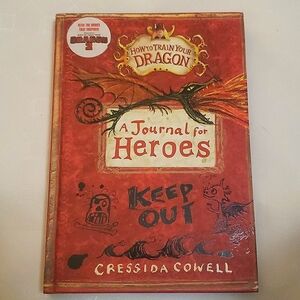 HOW TO TRAIN YOUR
DRAGON
A Journal for
Heroes
KEEP
OUT
CRESSIDA COWELL